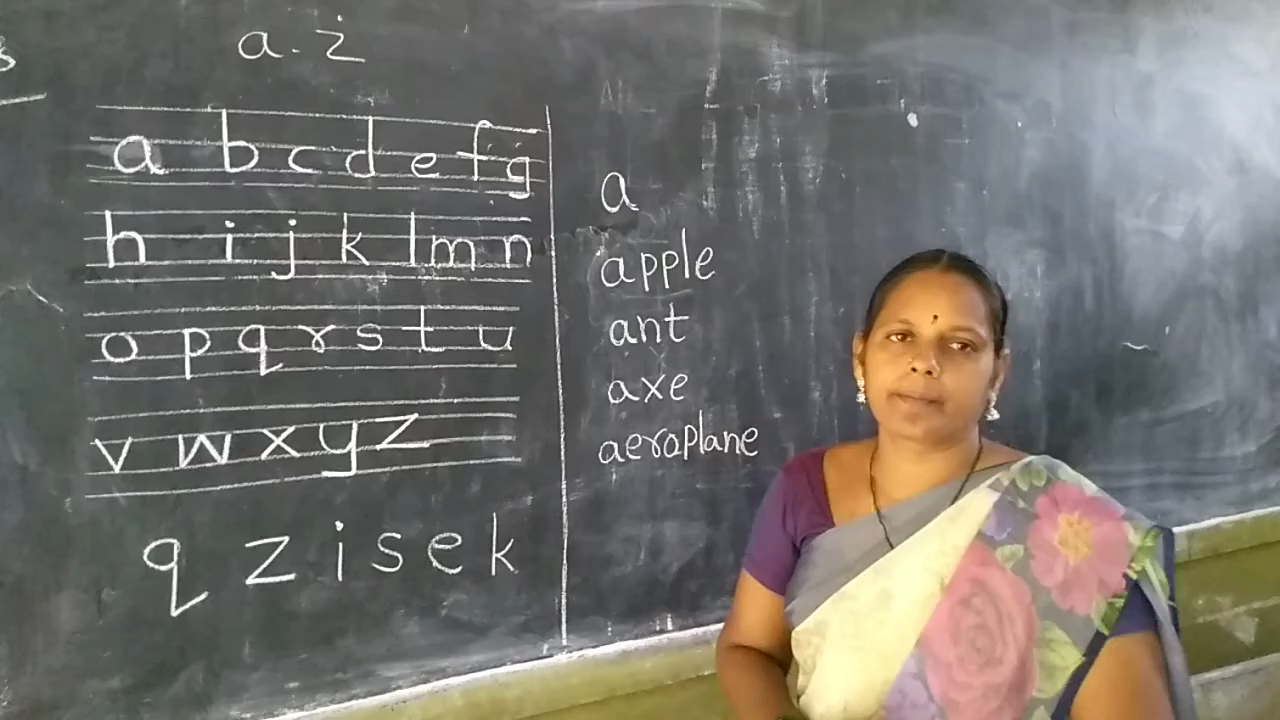 a.z
a b c d e f g
h i j k l m n
o p q r s t u
v w x y z
q z i s e k
a
apple
ant
axe
aeroplane